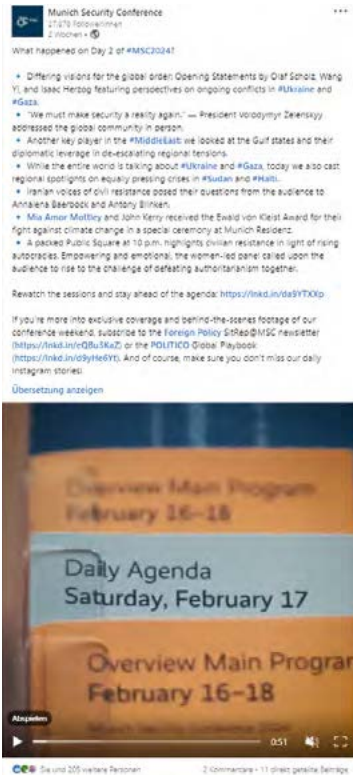 Munich Security Conference
Follower:innen
2 Wochen •
What happened on Day 2 of #MSC2024?
• Differing visions for the global order: Opening Statements by Olaf Scholz, Wang
Yi, and Isaac Herzog featuring perspectives on ongoing conflicts in #Ukraine and
#Gaza.
• "We must make security a reality again." — President Volodymyr Zelenskyy
addressed the global community in person.
• Another key player in the #MiddleEast: we looked at the Gulf states and their
diplomatic leverage in de-escalating regional tensions.
• While the entire world is talking about #Ukraine and #Gaza, today we also cast
regional spotlights on equally pressing crises in #Sudan and #Haiti.
• Iranian voices of civil resistance posed their questions from the audience to
Annalena Baerbock and Antony Blinken.
• Mia Amor Mottley and John Kerry received the Ewald von Kleist Award for their
fight against climate change in a special ceremony at Munich Residenz.
• A packed Public Square at 10 p.m. highlights civilian resistance in light of rising
autocracies. Empowering and emotional, the women-led panel called upon the
audience to rise to the challenge of defeating authoritarianism together.
Rewatch the sessions and stay ahead of the agenda: https://lnkd.in/da9YTXXp
If you're more into exclusive coverage and behind-the-scenes footage of our
conference weekend, subscribe to the Foreign Policy SitRep@MSC newsletter
(https://lnkd.in/eQBu3KaZ) or the POLITICO Global Playbook
(https://lnkd.in/d9yHe6Yt). And of course, make sure you don't miss our daily
Instagram stories!
Übersetzung anzeigen
Overview Main Program
February 16–18
Daily Agenda
Saturday, February 17
Overview Main Program
February 16–18
Abspielen
0:51
Sie und 205 weitere Personen
2 Kommentare • 11 direkt geteilte Beiträge